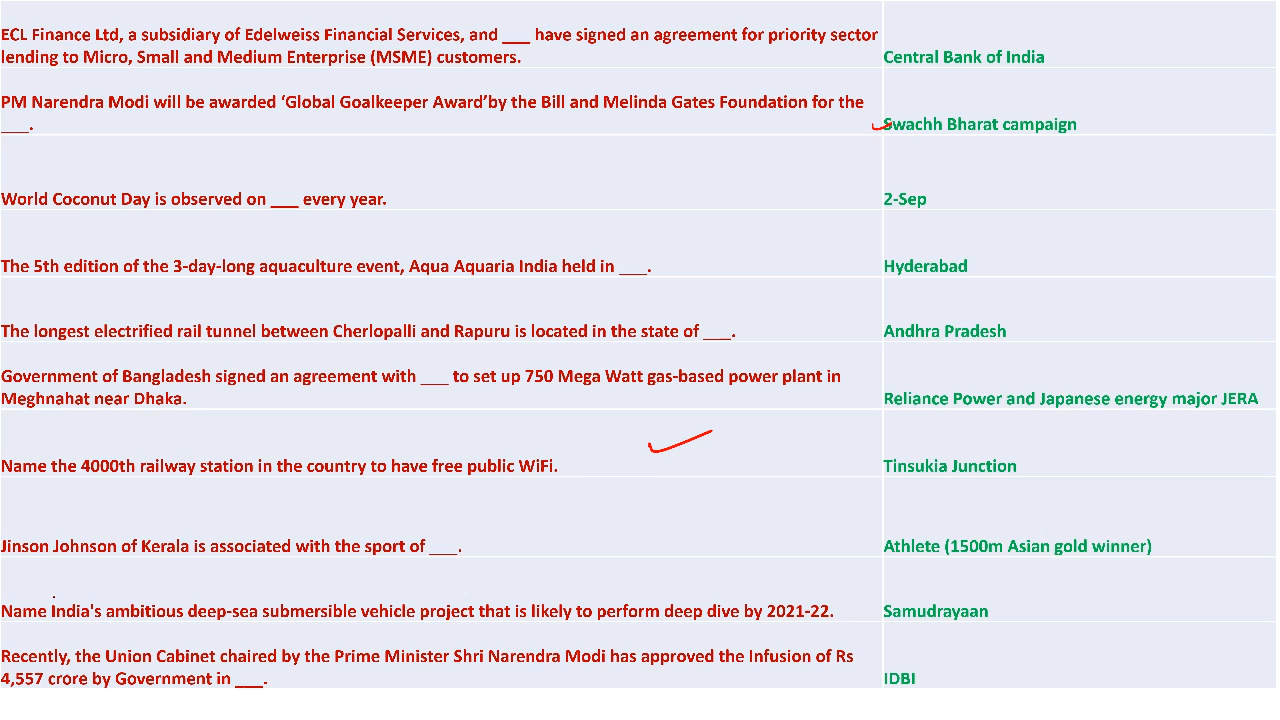 ECL Finance Ltd, a subsidiary of Edelweiss Financial Services, and ___ have signed an agreement for priority sector
lending to Micro, Small and Medium Enterprise (MSME) customers.
Central Bank of India
PM Narendra Modi will be awarded ‘Global Goalkeeper Award’by the Bill and Melinda Gates Foundation for the
___.
Swachh Bharat campaign
World Coconut Day is observed on ___ every year.
2-Sep
The 5th edition of the 3-day-long aquaculture event, Aqua Aquaria India held in ___.
Hyderabad
The longest electrified rail tunnel between Cherlopalli and Rapuru is located in the state of ___.
Andhra Pradesh
Government of Bangladesh signed an agreement with ___ to set up 750 Mega Watt gas-based power plant in
Meghnahat near Dhaka.
Reliance Power and Japanese energy major JERA
Name the 4000th railway station in the country to have free public WiFi.
Tinsukia Junction
Jinson Johnson of Kerala is associated with the sport of ___.
Athlete (1500m Asian gold winner)
Name India's ambitious deep-sea submersible vehicle project that is likely to perform deep dive by 2021-22.
Samudrayaan
Recently, the Union Cabinet chaired by the Prime Minister Shri Narendra Modi has approved the Infusion of Rs
4,557 crore by Government in ___.
IDBI